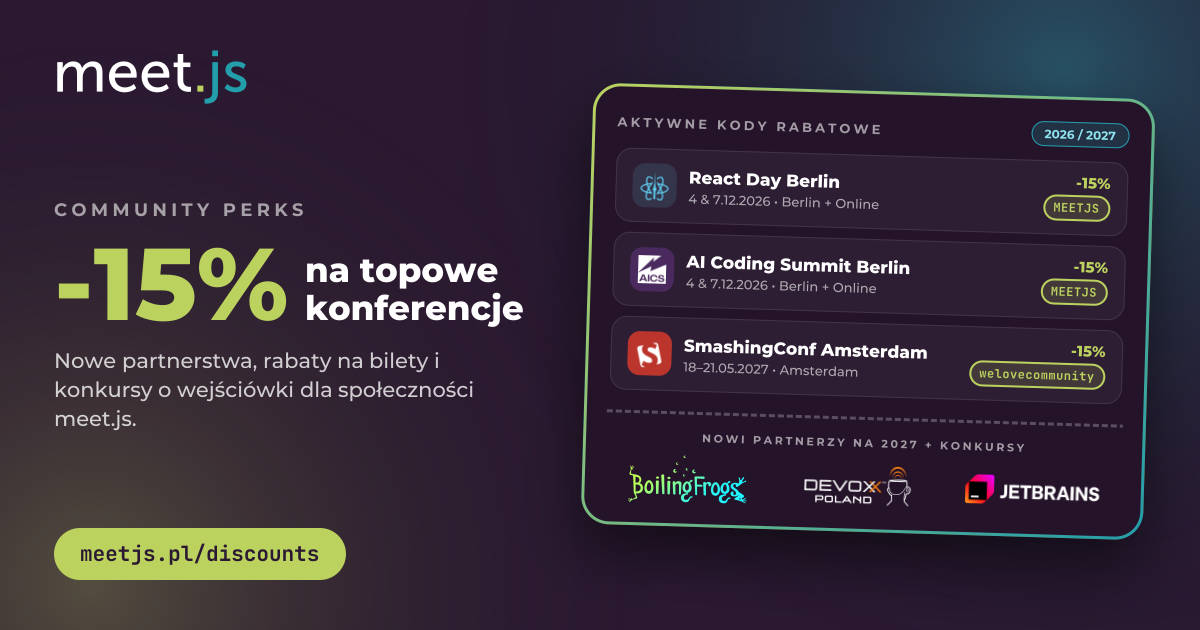 meet.js
COMMUNITY PERKS
-15% na topowe
konferencje
Nowe partnerstwa, rabaty na bilety i
konkursy o wejściówki dla społeczności
meet.js.
meetjs.pl/discounts
AKTYWNE KODY RABATOWE
2026 / 2027
React Day Berlin
4 & 7.12.2026 • Berlin + Online
-15%
MEETJS
AICS
AI Coding Summit Berlin
4 & 7.12.2026 • Berlin + Online
-15%
MEETJS
SmashingConf Amsterdam
18–21.05.2027 • Amsterdam
-15%
welovecommunity
NOWI PARTNERZY NA 2027 + KONKURSY
BoilingFrogs
DEVOXX
POLAND
JETBRAINS